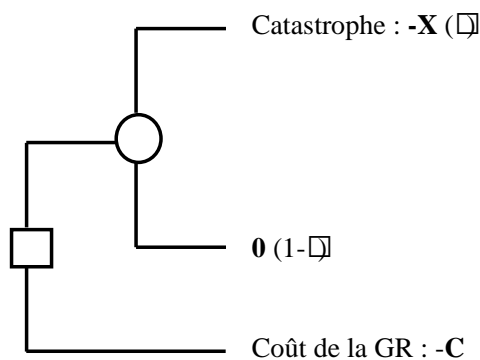 Catastrophe : -X (□)
0 (1-□)
Coût de la GR : -C